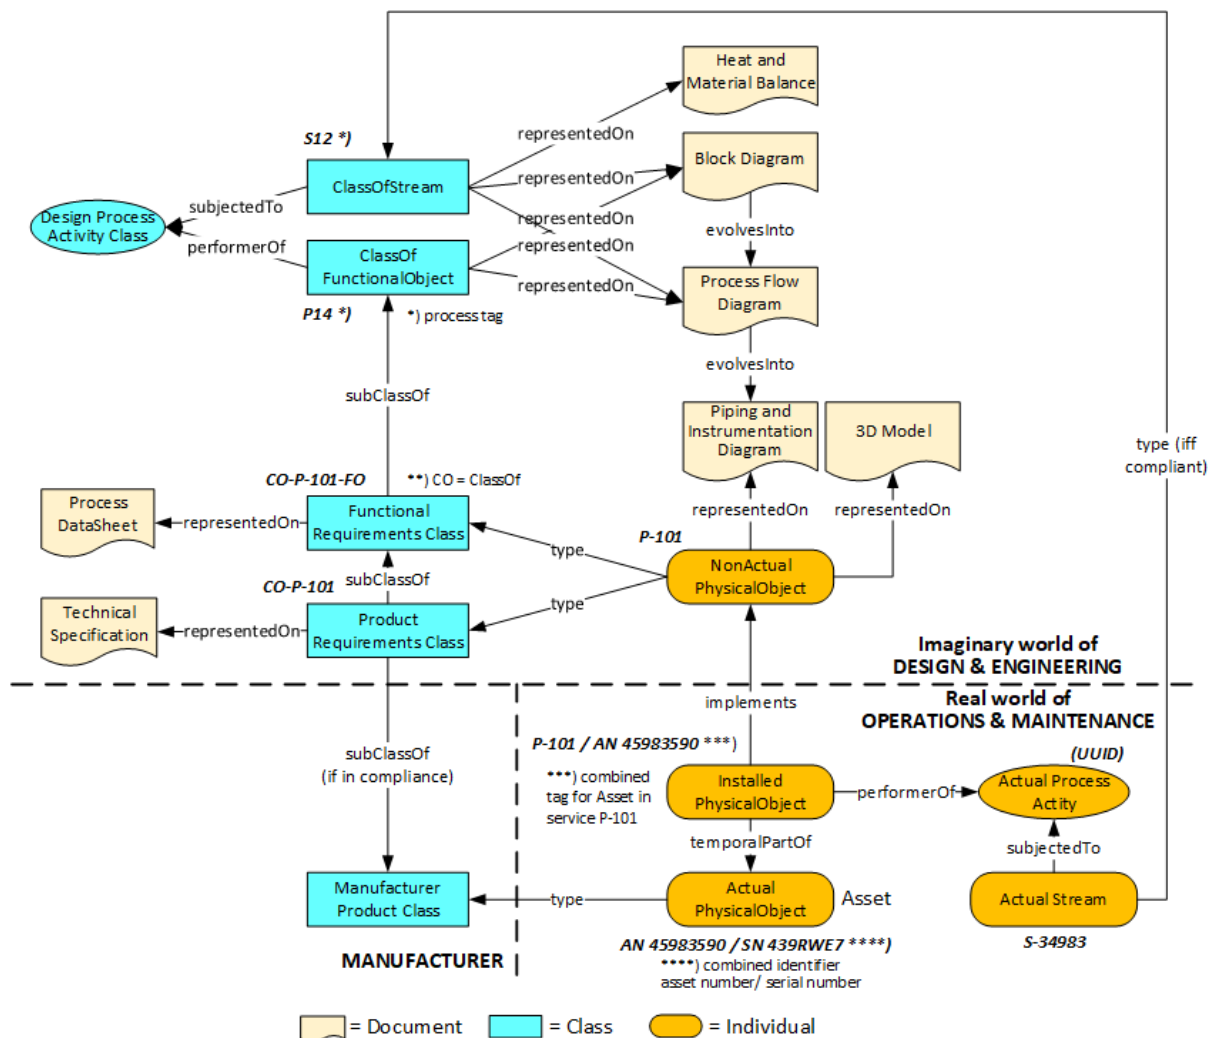 Heat and
Material Balance
representedOn
S12 *)
Block Diagram
ClassOfStream
representedOn
subjectedTo
Design Process
Activity Class
representedOn
evolvesInto
performerOf
ClassOf
FunctionalObject
representedOn
representedOn
Process Flow
Diagram
P14 *)
*) process tag
evolvesInto
subClassOf
Piping and
Instrumentation
Diagram
3D Model
type (iff
compliant)
CO-P-101-FO
**) CO = ClassOf
Process
DataSheet
representedOn
Functional
Requirements Class
representedOn
representedOn
P-101
type
NonActual
PhysicalObject
CO-P-101
subClassOf
type
Technical
Specification
representedOn
Product
Requirements Class
Imaginary world of
DESIGN & ENGINEERING
Real world of
OPERATIONS & MAINTENANCE
implements
subClassOf
(if in compliance)
P-101 / AN 45983590 ***)
(UUID)
***) combined
tag for Asset in
service P-101
Installed
PhysicalObject
performerOf
Actual Process
Actity
temporalPartOf
subjectedTo
Manufacturer
Product Class
type
Actual
PhysicalObject
Asset
Actual Stream
AN 45983590 / SN 439RWE7 ****)
S-34983
MANUFACTURER
****) combined identifier
asset number/ serial number
= Document
= Class
= Individual